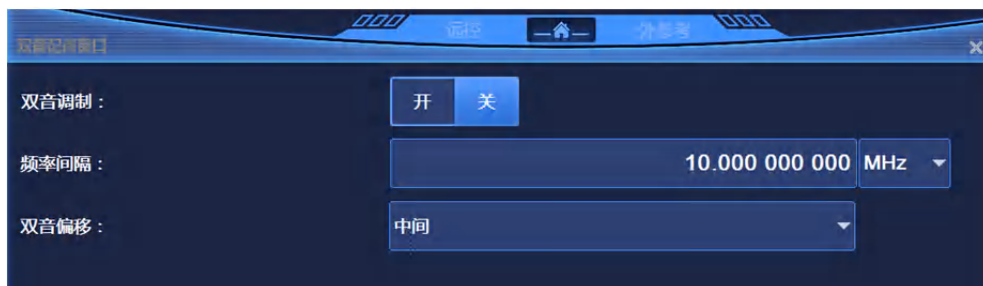 远控 外参考
双音配置窗口
双音调制：
开 关
频率间隔：
10.000 000 000 MHz
双音偏移：
中间